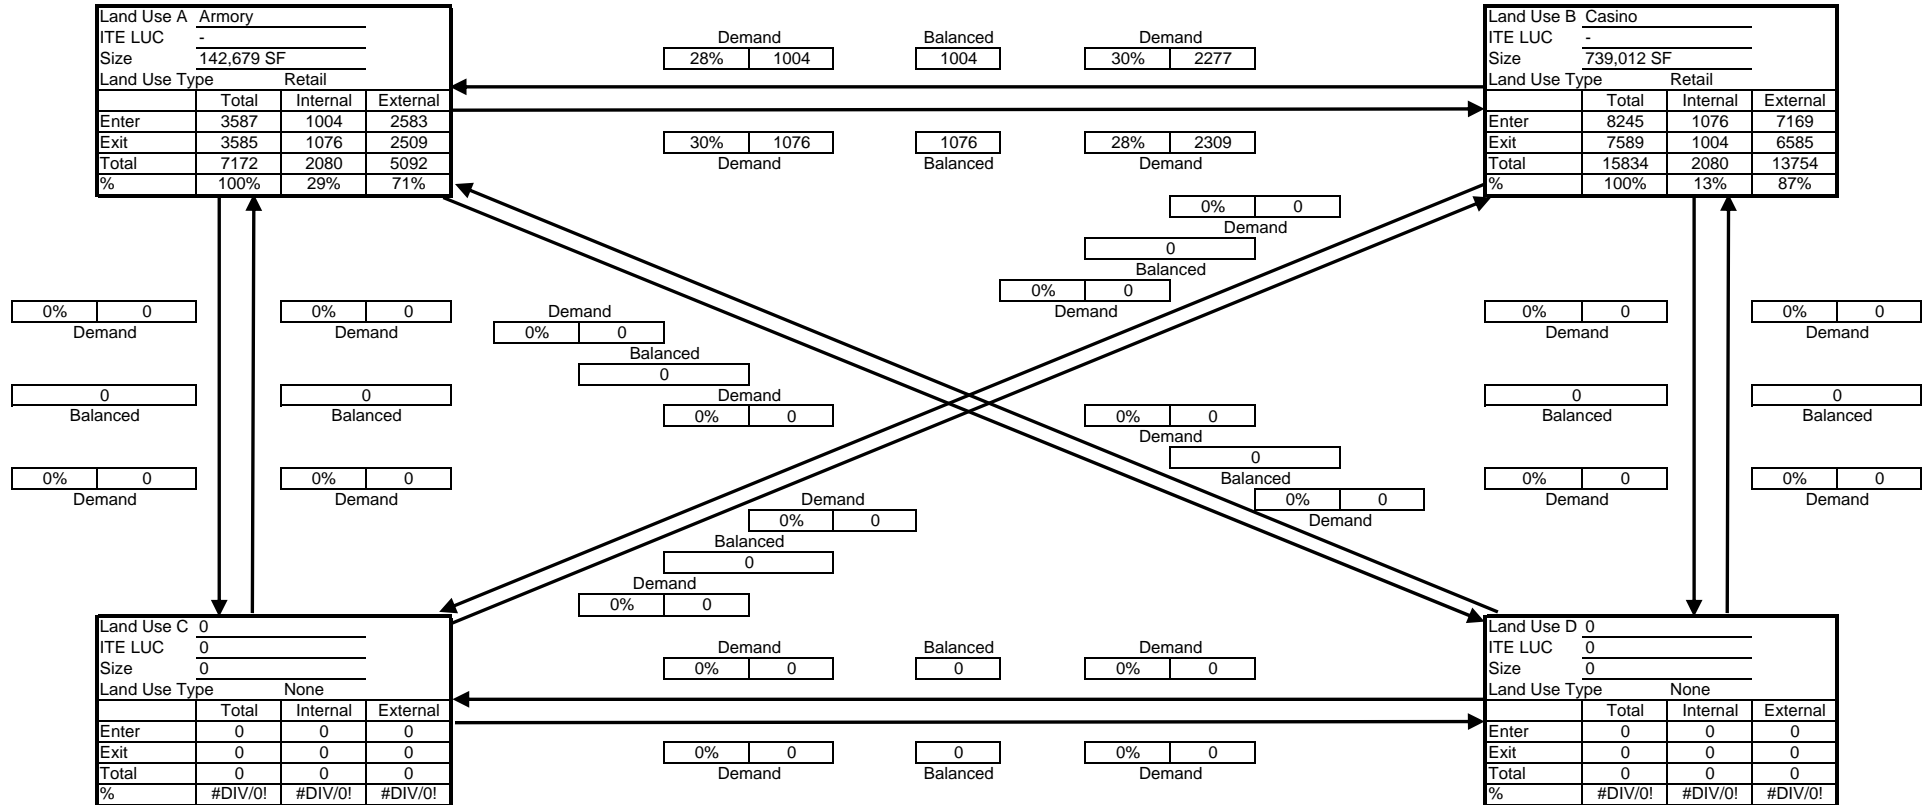 Land Use A Armory
ITE LUC -
Size 142,679 SF
Land Use Type Retail
Total Internal External
Enter 3587 1004 2583
Exit 3585 1076 2509
Total 7172 2080 5092
% 100% 29% 71%
Demand Balanced Demand
28% 1004 1004 30% 2277
30% 1076 1076 28% 2309
Demand Balanced Demand
Land Use B Casino
ITE LUC -
Size 739,012 SF
Land Use Type Retail
Total Internal External
Enter 8245 1076 7169
Exit 7589 1004 6585
Total 15834 2080 13754
% 100% 13% 87%
0% 0
Demand
0
Balanced
0% 0
Demand
0% 0
Demand
0
Balanced
0% 0
Demand
0% 0
Demand
0
Balanced
0% 0
Demand
Demand
0% 0
Balanced
0
Demand
0% 0
0% 0
Demand
0
Balanced
0% 0
Demand
Demand
0% 0
Balanced
0
Demand
0% 0
0% 0
Demand
0
Balanced
0% 0
Demand
0% 0
Demand
0
Balanced
0% 0
Demand
Land Use C 0
ITE LUC 0
Size 0
Land Use Type None
Total Internal External
Enter 0 0 0
Exit 0 0 0
Total 0 0 0
% #DIV/0! #DIV/0! #DIV/0!
Demand Balanced Demand
0% 0 0 0% 0
0% 0 0 0% 0
Demand Balanced Demand
Land Use D 0
ITE LUC 0
Size 0
Land Use Type None
Total Internal External
Enter 0 0 0
Exit 0 0 0
Total 0 0 0
% #DIV/0! #DIV/0! #DIV/0!